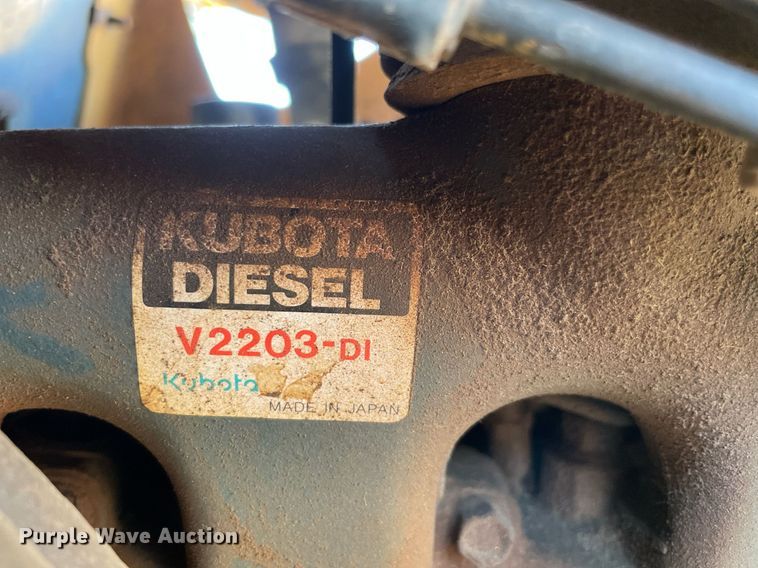 KUBOTA
DIESEL
V2203-DI
Kubota
MADE IN JAPAN
Purple Wave Auction